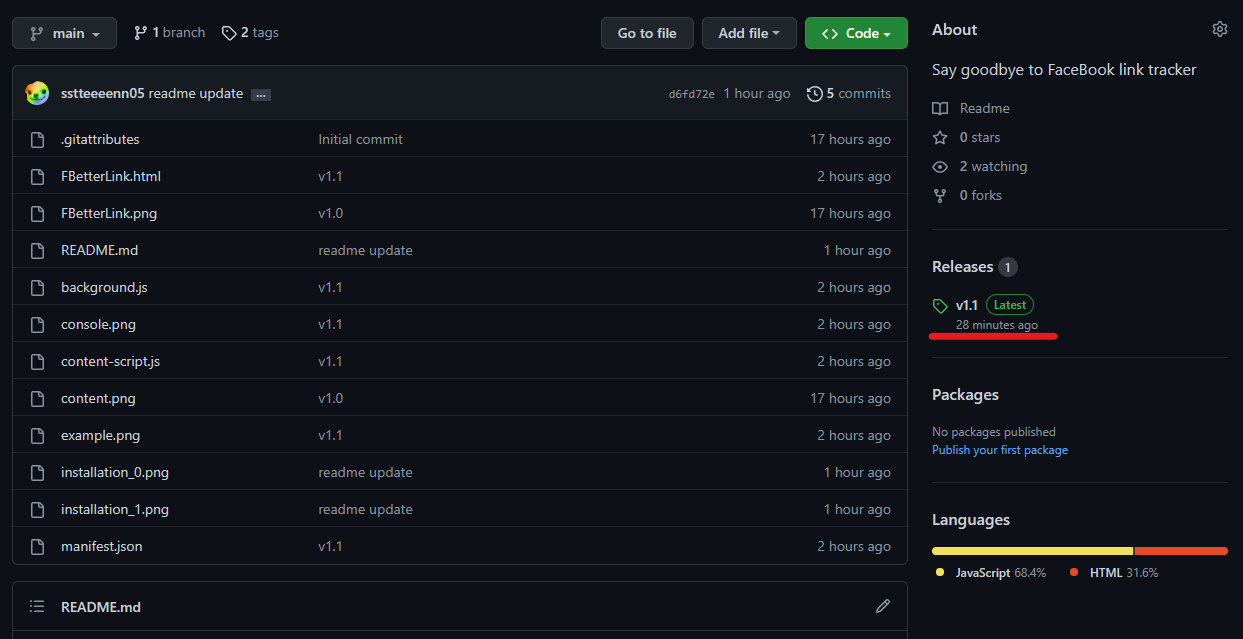 main 1 branch 2 tags Go to file Add file <> Code
sstteeeenn05 readme update ... d6fd72e 1 hour ago 5 commits
.gitattributes Initial commit 17 hours ago
FBetterLink.html v1.1 2 hours ago
FBetterLink.png v1.0 17 hours ago
README.md readme update 1 hour ago
background.js v1.1 2 hours ago
console.png v1.1 2 hours ago
content-script.js v1.1 2 hours ago
content.png v1.0 17 hours ago
example.png v1.1 2 hours ago
installation_0.png readme update 1 hour ago
installation_1.png readme update 1 hour ago
manifest.json v1.1 2 hours ago
README.md
About
Say goodbye to FaceBook link tracker
Readme
0 stars
2 watching
0 forks
Releases 1
v1.1 Latest
28 minutes ago
Packages
No packages published
Publish your first package
Languages
JavaScript 68.4% HTML 31.6%